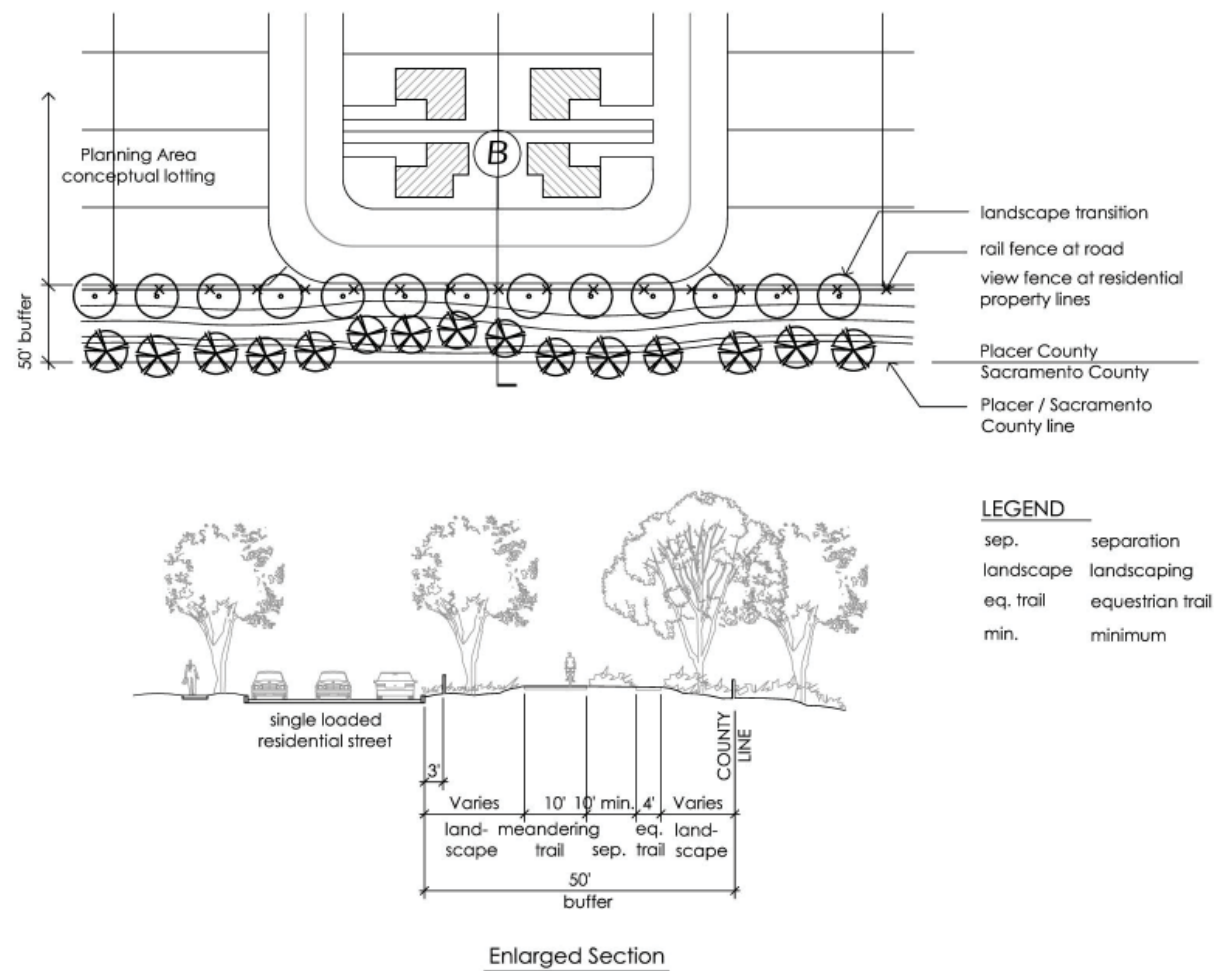 B
Planning Area
conceptual lotting
50' buffer
landscape transition
rail fence at road
view fence at residential
property lines
Placer County
Sacramento County
Placer / Sacramento
County line
LEGEND
sep. separation
landscape landscaping
eq. trail equestrian trail
min. minimum
single loaded
residential street
COUNTY
LINE
3'
Varies 10' 10' min. 4' Varies
land- meandering eq. land-
scape trail sep. trail scape
50'
buffer
Enlarged Section